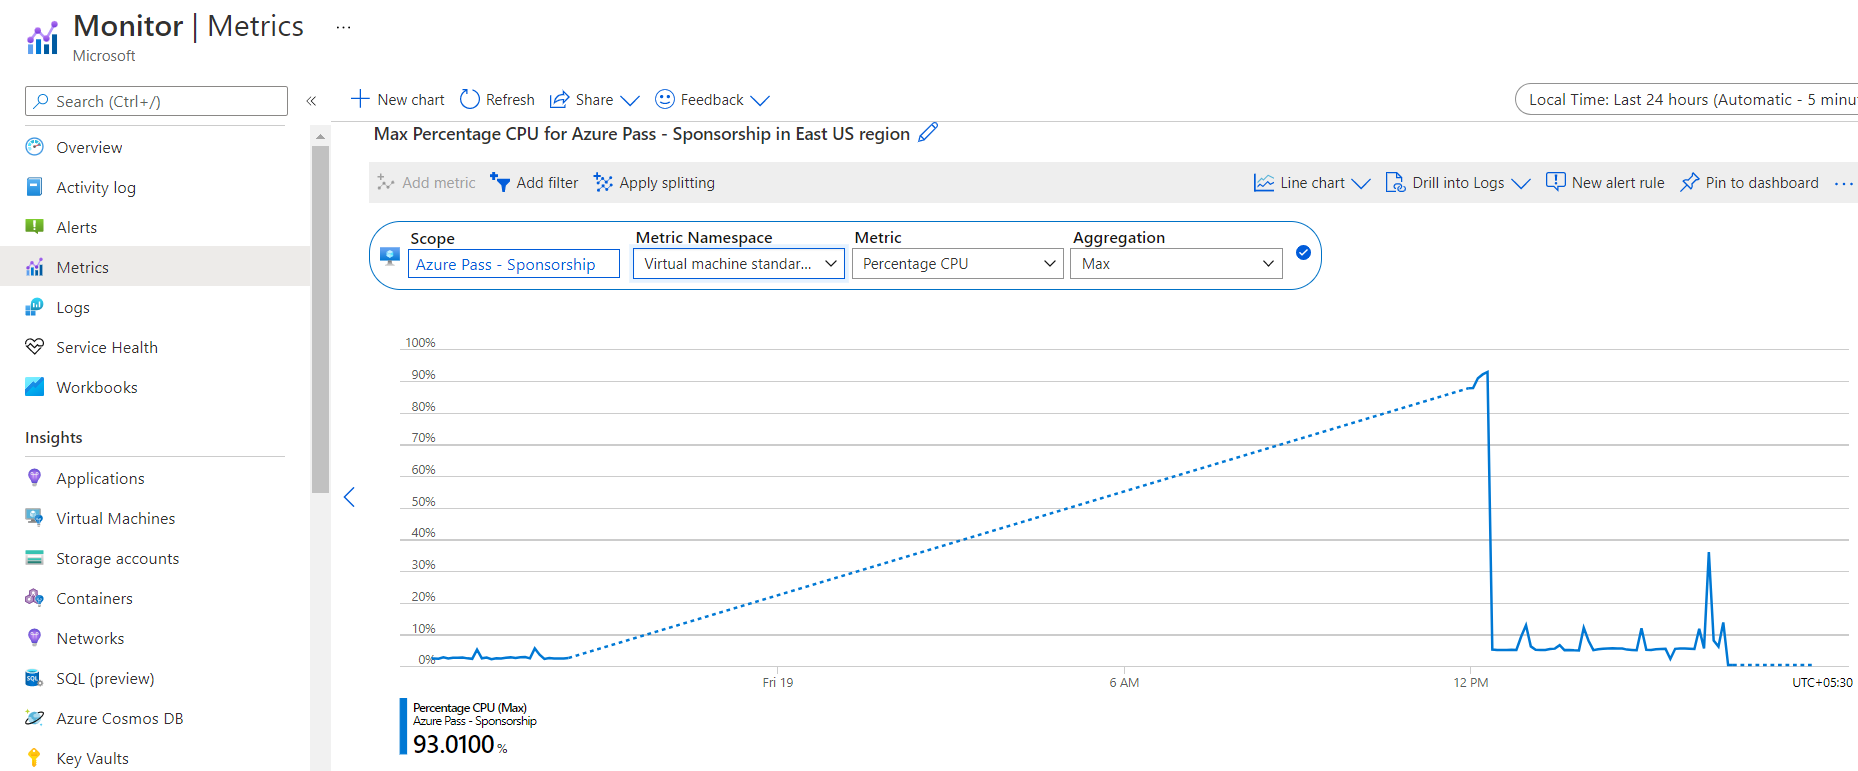 Monitor | Metrics ...
Microsoft
Search (Ctrl+/) «
Overview
Activity log
Alerts
Metrics
Logs
Service Health
Workbooks
Insights
Applications
Virtual Machines
Storage accounts
Containers
Networks
SQL (preview)
SQL
Azure Cosmos DB
Key Vaults
New chart Refresh Share Feedback
Local Time: Last 24 hours (Automatic - 5 minut
Max Percentage CPU for Azure Pass - Sponsorship in East US region
Add metric Add filter Apply splitting Line chart Drill into Logs New alert rule Pin to dashboard ...
Scope Metric Namespace Metric Aggregation
Azure Pass - Sponsorship Virtual machine standar... Percentage CPU Max
100%
90%
80%
70%
60%
50%
40%
30%
20%
10%
0%
Fri 19 6 AM 12 PM UTC+05:30
Percentage CPU (Max)
Azure Pass - Sponsorship
93.0100 %